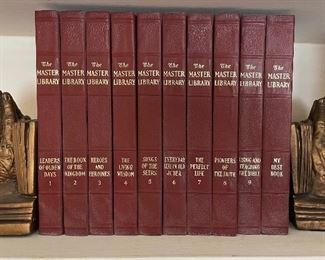 The
MASTER
LIBRARY
LEADERS OF OLDEN
DAYS
1
The
MASTER
LIBRARY
THE BOOK
OF THE
KINGDOM
2
The
MASTER
LIBRARY
HEROES
AND
HEROINES
3
The
MASTER
LIBRARY
THE
LIVING
WISDOM
4
The
MASTER
LIBRARY
SONGS
OF THE
SEERS
5
The
MASTER
LIBRARY
6
The
MASTER
LIBRARY
THE
PERFECT
LIFE
7
The
MASTER
LIBRARY
PIONEERS
OF
THE FAITH
8
The
MASTER
LIBRARY
USING AND
TEACHING
THE BIBLE
9
The
MASTER
LIBRARY
MY
BEST
BOOK